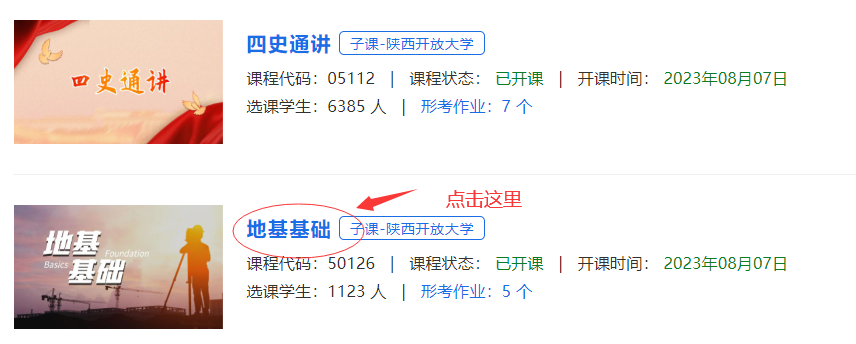 四史通讲
四史通讲 子课-陕西开放大学
课程代码：05112 | 课程状态： 已开课 | 开课时间： 2023年08月07日
选课学生：6385 人 | 形考作业：7 个
点击这里
地基基础 子课-陕西开放大学
地基
Foundation
Basics
基础
课程代码：50126 | 课程状态： 已开课 | 开课时间： 2023年08月07日
选课学生：1123 人 | 形考作业：5 个